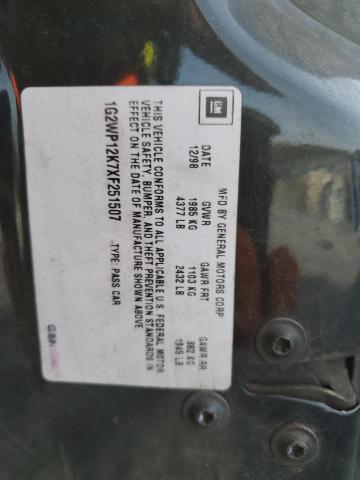 GM
MFD BY GENERAL MOTORS CORP
DATE GVWR GAWR FRT GAWR RR
12/98 1985 KG 1103 KG 882 KG
4377 LB 2432 LB 1945 LB
THIS VEHICLE CONFORMS TO ALL APPLICABLE U.S. FEDERAL MOTOR
VEHICLE SAFETY, BUMPER, AND THEFT PREVENTION STANDARDS IN
EFFECT ON THE DATE OF MANUFACTURE SHOWN ABOVE.
1G2WP12K7XF251507 TYPE: PASS CAR